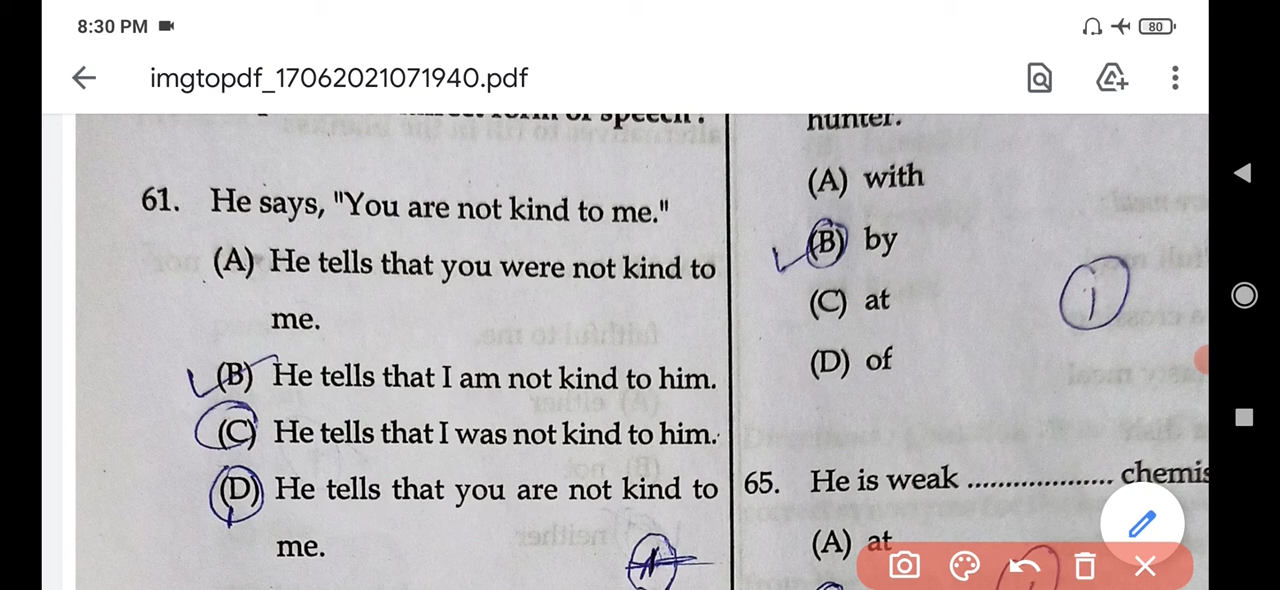 8:30 PM
80
imgtopdf_17062021071940.pdf
form of speech?
61. He says, "You are not kind to me."
(A) He tells that you were not kind to
me.
(B) He tells that I am not kind to him.
(C) He tells that I was not kind to him.
(D) He tells that you are not kind to
me.
hunter.
(A) with
(B) by
(C) at
(D) of
65. He is weak ................... chemis
(A) at